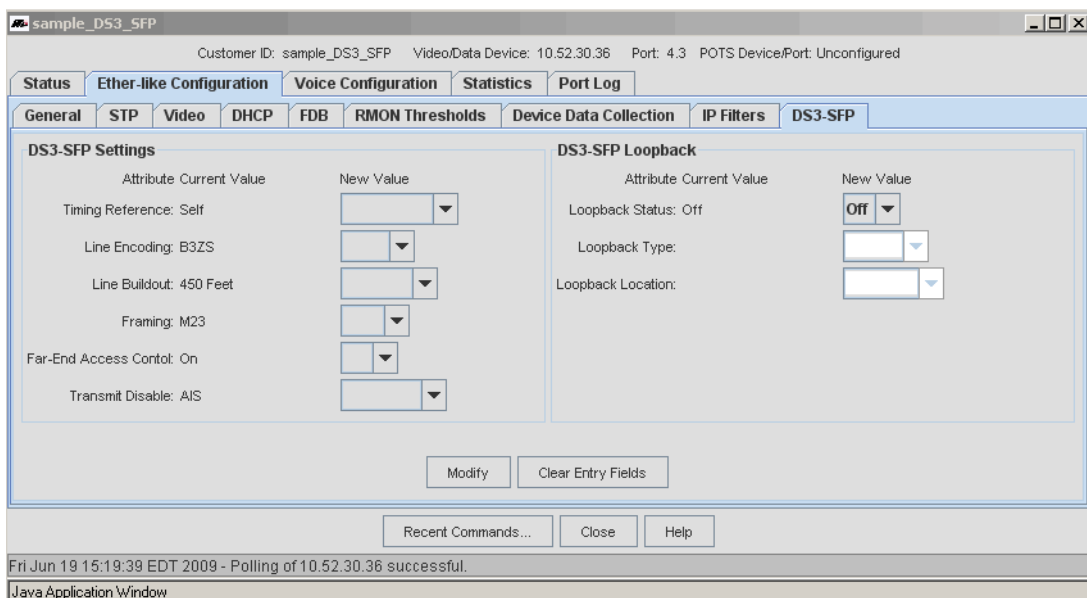 sample_DS3_SFP
Customer ID: sample_DS3_SFP Video/Data Device: 10.52.30.36 Port: 4.3 POTS Device/Port: Unconfigured
Status Ether-like Configuration Voice Configuration Statistics Port Log
General STP Video DHCP FDB RMON Thresholds Device Data Collection IP Filters DS3-SFP
DS3-SFP Settings
Attribute Current Value New Value
Timing Reference: Self
Line Encoding: B3ZS
Line Buildout: 450 Feet
Framing: M23
Far-End Access Contol: On
Transmit Disable: AIS
DS3-SFP Loopback
Attribute Current Value New Value
Loopback Status: Off Off
Loopback Type:
Loopback Location:
Modify Clear Entry Fields
Recent Commands... Close Help
Fri Jun 19 15:19:39 EDT 2009 - Polling of 10.52.30.36 successful.
Java Application Window